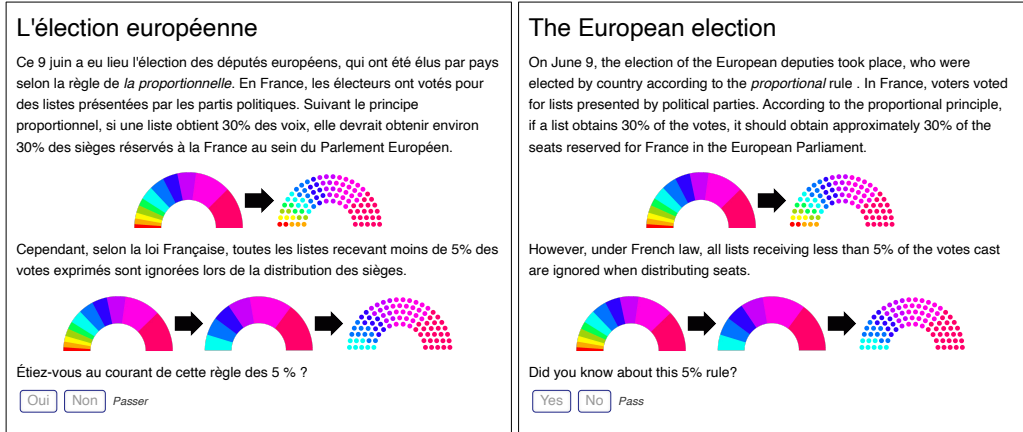 L'élection européenne
Ce 9 juin a eu lieu l'élection des députés européens, qui ont été élus par pays
selon la règle de la proportionnelle. En France, les électeurs ont votés pour
des listes présentées par les partis politiques. Suivant le principe
proportionnel, si une liste obtient 30% des voix, elle devrait obtenir environ
30% des sièges réservés à la France au sein du Parlement Européen.
Cependant, selon la loi Française, toutes les listes recevant moins de 5% des
votes exprimés sont ignorées lors de la distribution des sièges.
Étiez-vous au courant de cette règle des 5 % ?
Oui Non Passer
The European election
On June 9, the election of the European deputies took place, who were
elected by country according to the proportional rule . In France, voters voted
for lists presented by political parties. According to the proportional principle,
if a list obtains 30% of the votes, it should obtain approximately 30% of the
seats reserved for France in the European Parliament.
However, under French law, all lists receiving less than 5% of the votes cast
are ignored when distributing seats.
Did you know about this 5% rule?
Yes No Pass